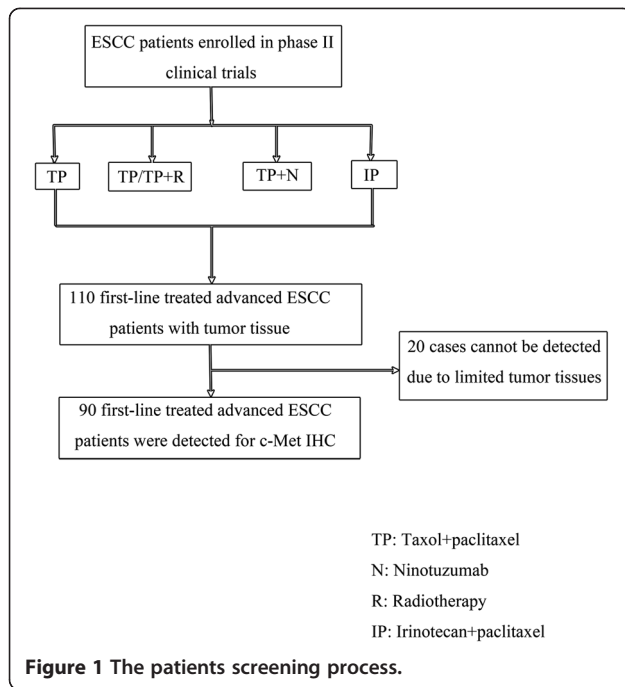 ESCC patients enrolled in phase II
clinical trials
TP
TP/TP+R
TP+N
IP
110 first-line treated advanced ESCC
patients with tumor tissue
20 cases cannot be detected
due to limited tumor tissues
90 first-line treated advanced ESCC
patients were detected for c-Met IHC
TP: Taxol+paclitaxel
N: Ninotuzumab
R: Radiotherapy
IP: Irinotecan+paclitaxel
Figure 1 The patients screening process.